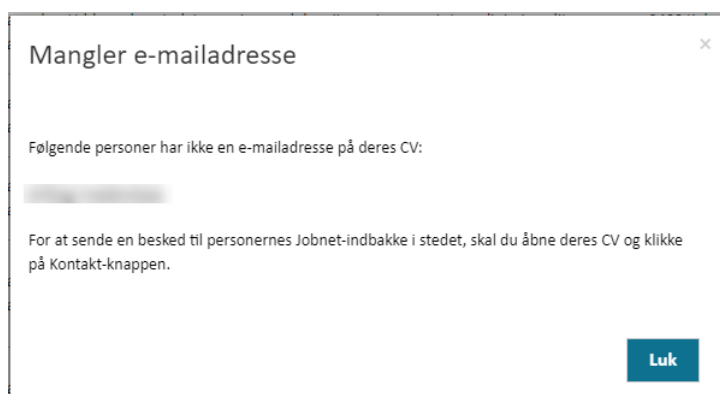 Mangler e-mailadresse
Følgende personer har ikke en e-mailadresse på deres CV:
For at sende en besked til personernes Jobnet-indbakke i stedet, skal du åbne deres CV og klikke
på Kontakt-knappen.
Luk